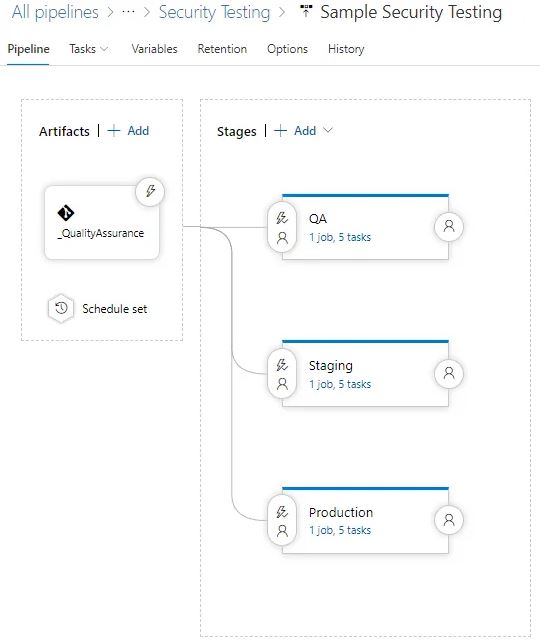 All pipelines > ··· > Security Testing > Sample Security Testing
Pipeline Tasks Variables Retention Options History
Artifacts | + Add
Stages | + Add
_QualityAssurance
Schedule set
QA
1 job, 5 tasks
Staging
1 job, 5 tasks
Production
1 job, 5 tasks